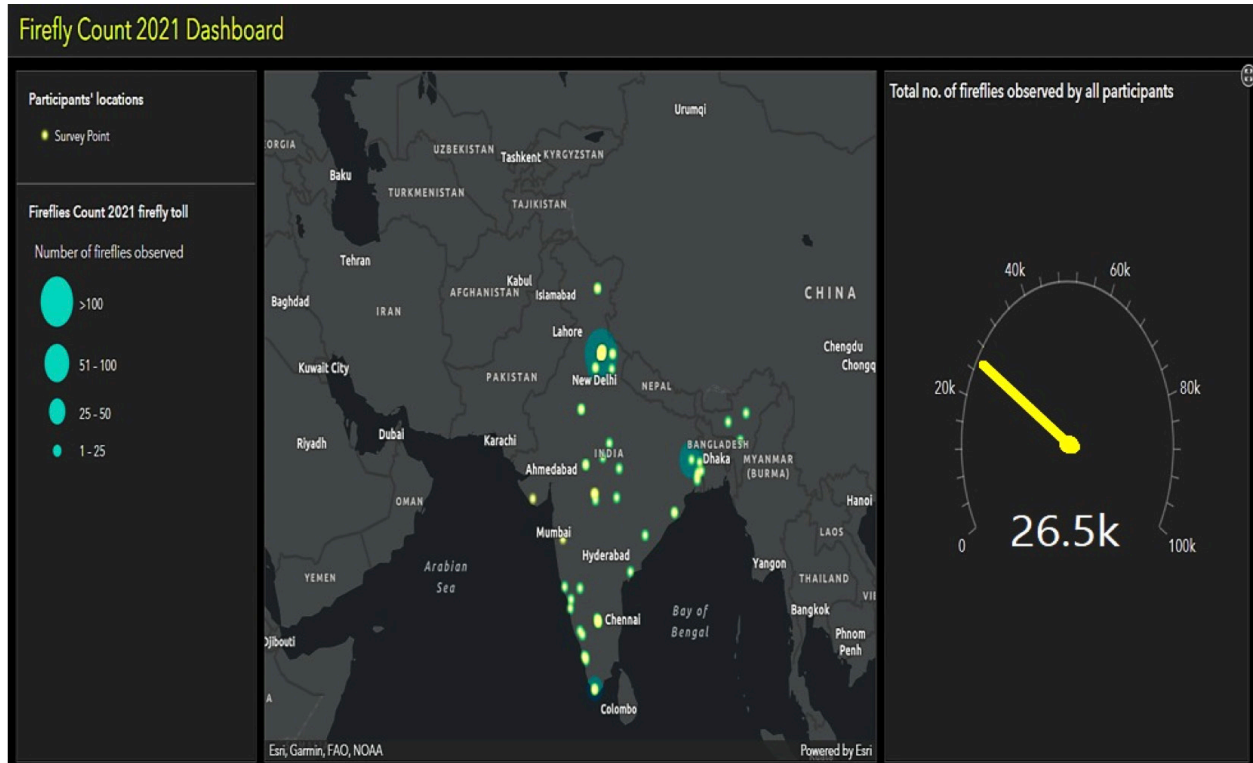 Firefly Count 2021 Dashboard
Participants' locations
Survey Point
Fireflies Count 2021 firefly toll
Number of fireflies observed
>100
51 - 100
25 - 50
1 - 25
Urumqi
ORGIA
UZBEKISTAN
Tashkent
KYRGYZSTAN
Baku
TURKMENISTAN
TAJIKISTAN
Tehran
Kabul
AFGHANISTAN
Islamabad
CHINA
Baghdad
IRAN
Lahore
Chengdu
Chongq
Kuwait City
PAKISTAN
New Delhi
NEPAL
Dubai
Riyadh
Karachi
BANGLADESH
INDIA
Dhaka
MYANMAR
(BURMA)
Ahmedabad
OMAN
Hanoi
Mumbai
LAOS
Hyderabad
Yangon
Arabian
Sea
YEMEN
THAILAND
VII
Bay of
Bengal
Bangkok
Chennai
Phnom
Penh
Djibouti
A
Colombo
Esri, Garmin, FAO, NOAA
Powered by Esri
Total no. of fireflies observed by all participants
40k
60k
20k
80k
26.5k
0
100k